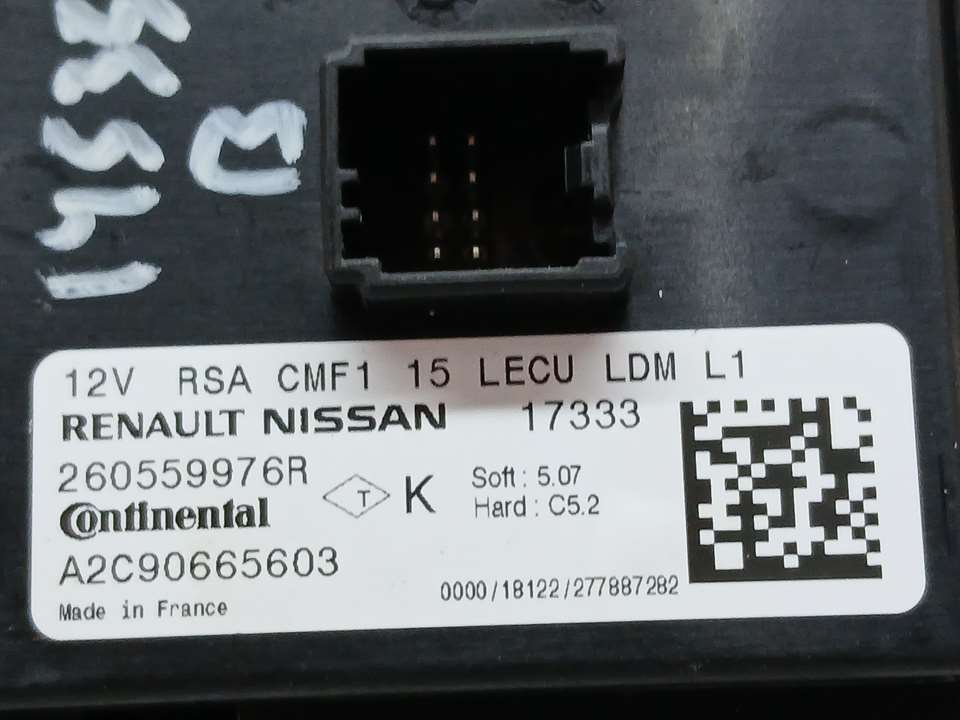 12V RSA CMF1 15 LECU LDM L1
RENAULT NISSAN 17333
260559976R
Continental
T K
Soft : 5.07
Hard : C5.2
A2C90665603
0000/18122/277887282
Made in France